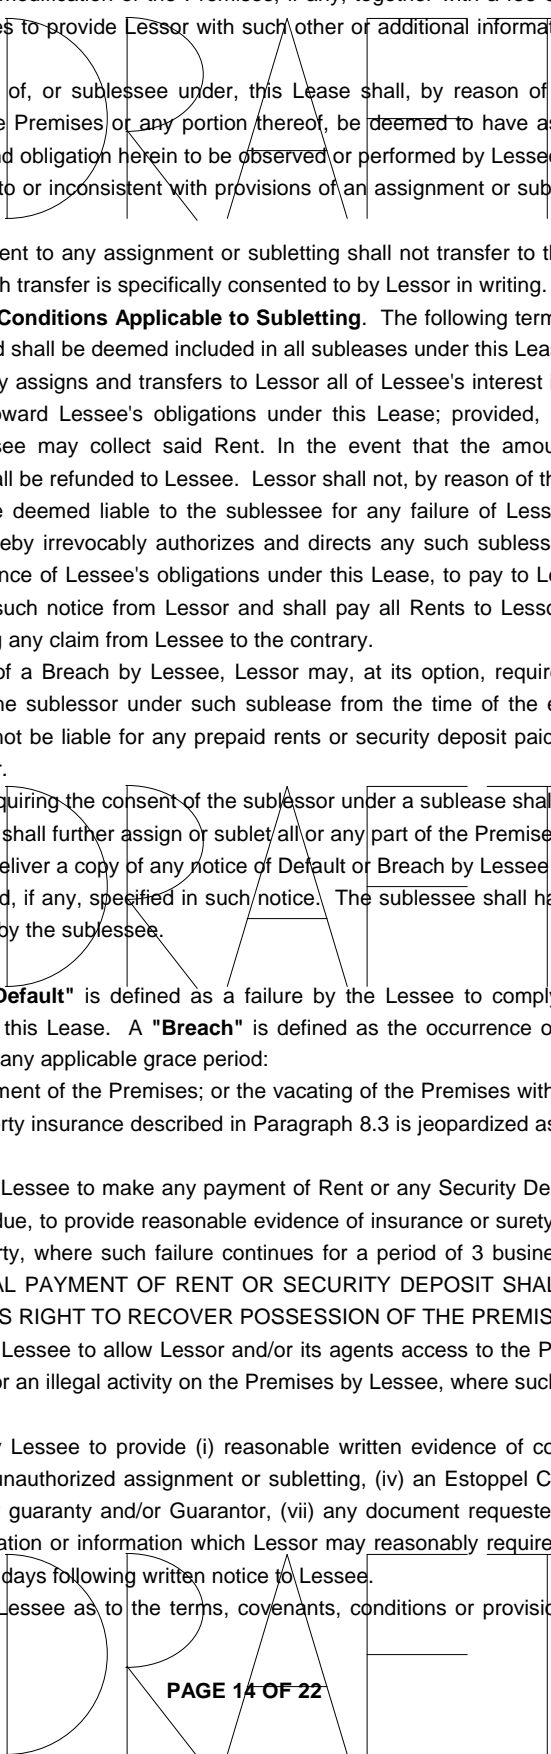 es to provide Lessor with such other or additional informat
of, or sublessee under, this Lease shall, by reason of
e Premises or any portion thereof, be deemed to have as
nd obligation herein to be observed or performed by Lessee
to or inconsistent with provisions of an assignment or sub
ent to any assignment or subletting shall not transfer to th
h transfer is specifically consented to by Lessor in writing.
Conditions Applicable to Subletting. The following term
d shall be deemed included in all subleases under this Leas
y assigns and transfers to Lessor all of Lessee's interest i
oward Lessee's obligations under this Lease; provided,
see may collect said Rent. In the event that the amou
all be refunded to Lessee. Lessor shall not, by reason of th
e deemed liable to the sublessee for any failure of Less
eby irrevocably authorizes and directs any such subless
nce of Lessee's obligations under this Lease, to pay to Le
such notice from Lessor and shall pay all Rents to Lesso
g any claim from Lessee to the contrary.
of a Breach by Lessee, Lessor may, at its option, require
he sublessor under such sublease from the time of the e
not be liable for any prepaid rents or security deposit paid
r.
quiring the consent of the sublessor under a sublease shal
shall further assign or sublet all or any part of the Premise
eliver a copy of any notice of Default or Breach by Lessee
d, if any, specified in such notice. The sublessee shall ha
by the sublessee.
Default" is defined as a failure by the Lessee to comply
this Lease. A "Breach" is defined as the occurrence o
any applicable grace period:
ment of the Premises; or the vacating of the Premises with
erty insurance described in Paragraph 8.3 is jeopardized as
Lessee to make any payment of Rent or any Security De
due, to provide reasonable evidence of insurance or surety
rty, where such failure continues for a period of 3 busine
AL PAYMENT OF RENT OR SECURITY DEPOSIT SHAL
S RIGHT TO RECOVER POSSESSION OF THE PREMIS
Lessee to allow Lessor and/or its agents access to the P
or an illegal activity on the Premises by Lessee, where suc
y Lessee to provide (i) reasonable written evidence of co
unauthorized assignment or subletting, (iv) an Estoppel C
guaranty and/or Guarantor, (vii) any document requeste
ation or information which Lessor may reasonably require
days following written notice to Lessee.
Lessee as to the terms, covenants, conditions or provisio
PAGE 14 OF 22
DRAFT
DRAFT
DRAFT